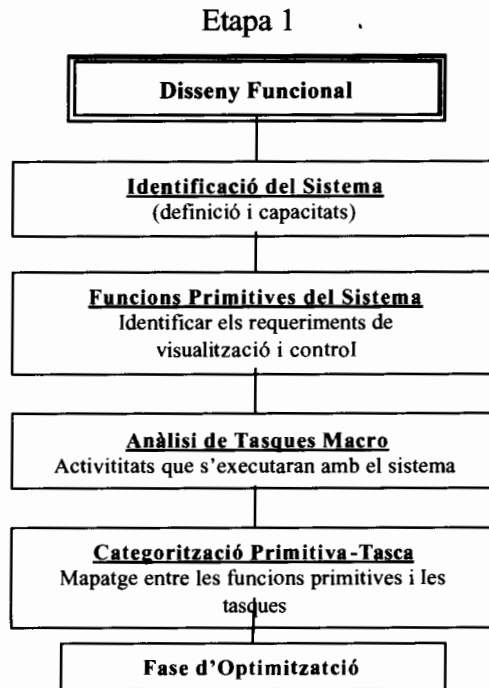 Etapa 1
Disseny Funcional
Identificació del Sistema
(definició i capacitats)
Funcions Primitives del Sistema
Identificar els requeriments de
visualització i control
Anàlisi de Tasques Macro
Activititats que s'executaran amb el sistema
Categorització Primitiva-Tasca
Mapatge entre les funcions primitives i les
tasques
Fase d'Optimitzatció